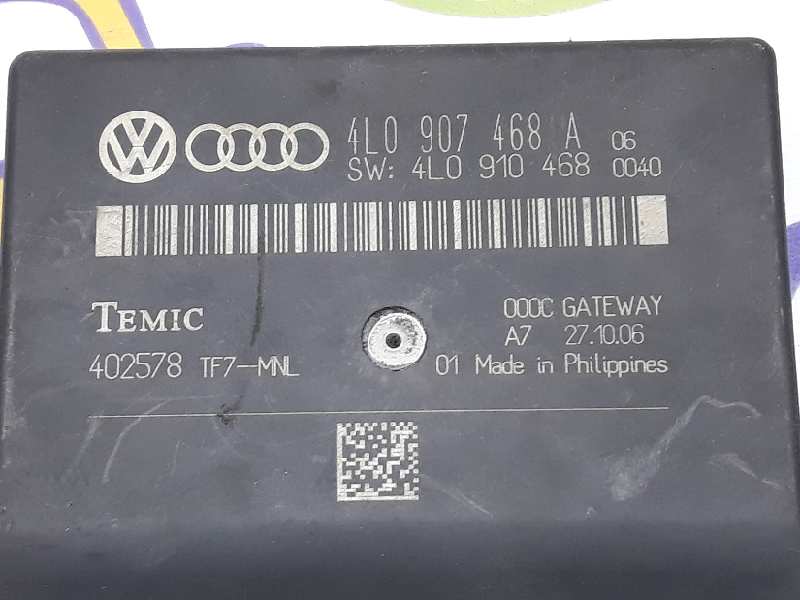 VW 4L0 907 468 A 06
SW: 4L0 910 468 0040
TEMIC 000C GATEWAY
A7 27.10.06
402578 TF7-MNL 01 Made in Philippines